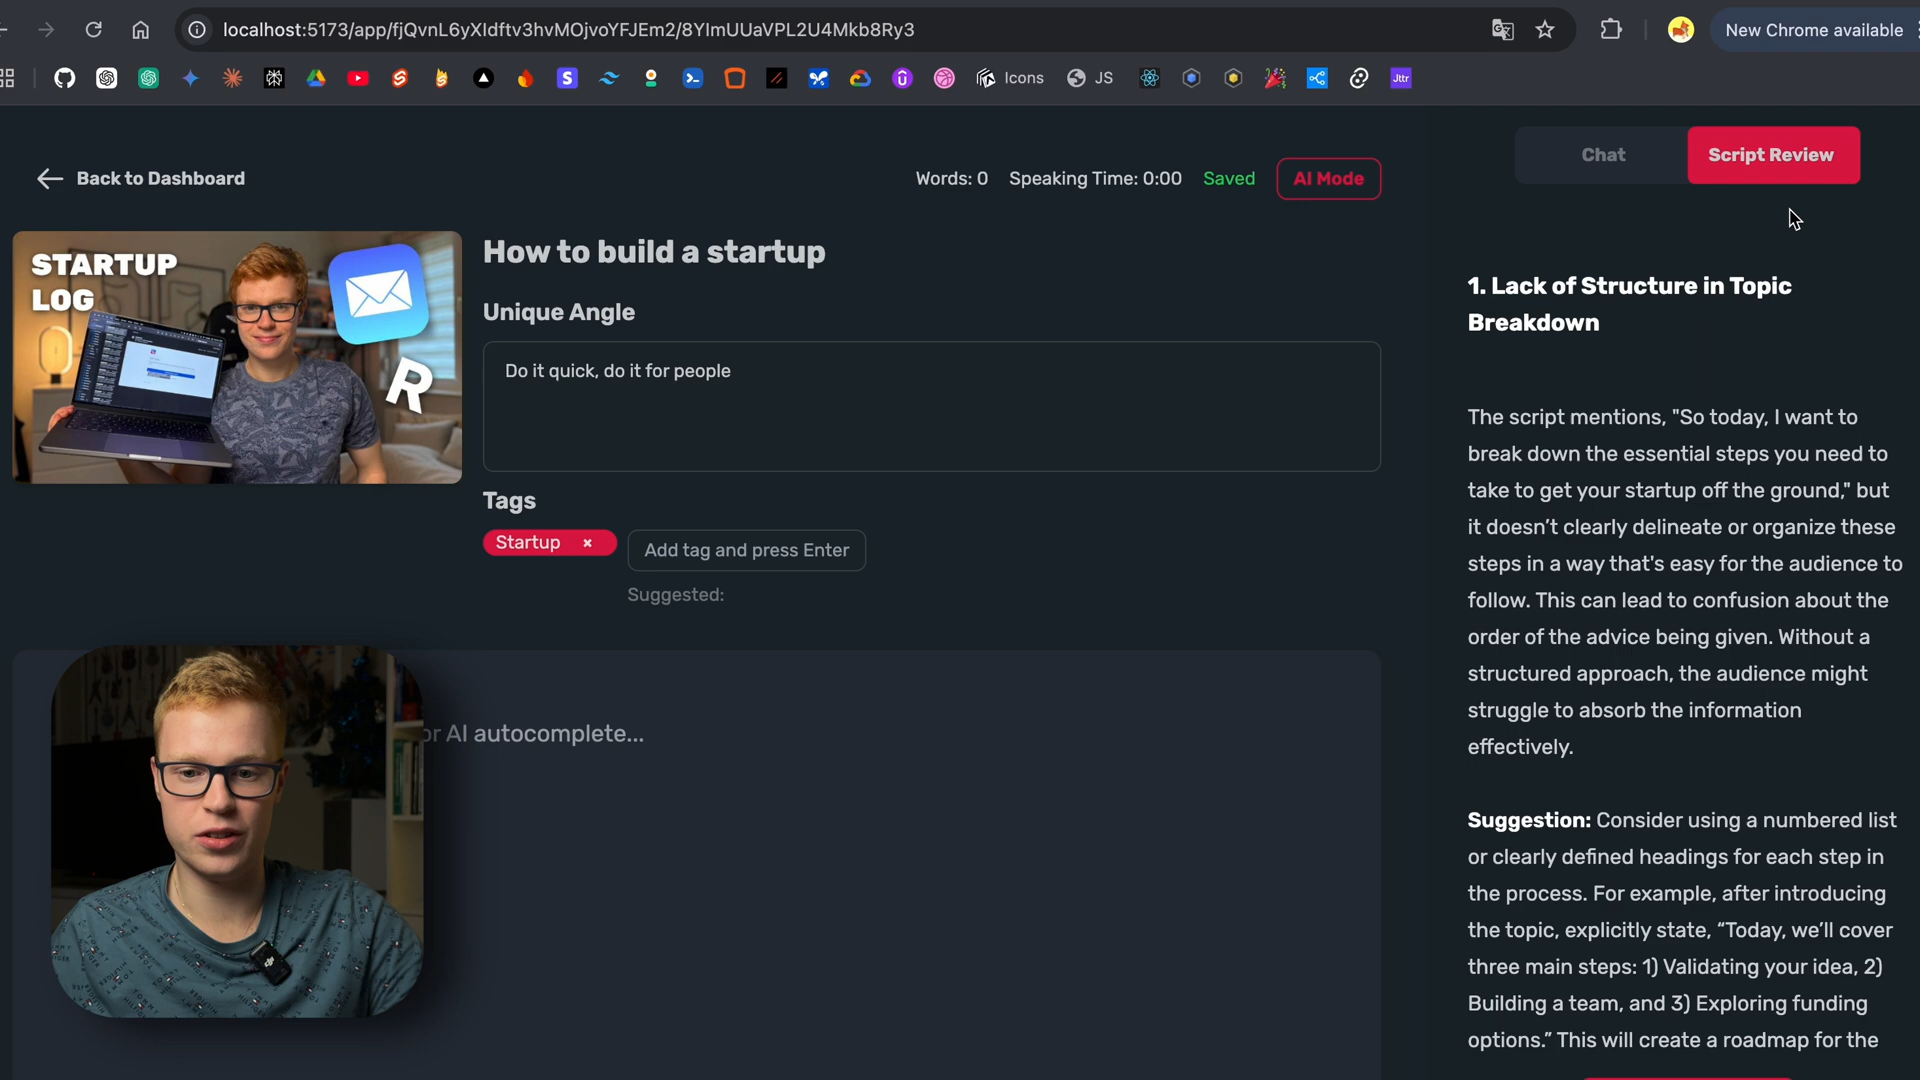 localhost:5173/app/fjQvnL6yXIdftv3hvMOjvoYFJEm2/8YImUUaVPL2U4Mkb8Ry3
New Chrome available
Icons
JS
Jttr
Back to Dashboard
Words: 0
Speaking Time: 0:00
Saved
AI Mode
STARTUP
LOG
R
How to build a startup
Unique Angle
Do it quick, do it for people
Tags
Startup ×
Add tag and press Enter
Suggested:
or AI autocomplete...
Chat
Script Review
1. Lack of Structure in Topic
Breakdown
The script mentions, "So today, I want to
break down the essential steps you need to
take to get your startup off the ground," but
it doesn't clearly delineate or organize these
steps in a way that's easy for the audience to
follow. This can lead to confusion about the
order of the advice being given. Without a
structured approach, the audience might
struggle to absorb the information
effectively.
Suggestion: Consider using a numbered list
or clearly defined headings for each step in
the process. For example, after introducing
the topic, explicitly state, “Today, we’ll cover
three main steps: 1) Validating your idea, 2)
Building a team, and 3) Exploring funding
options.” This will create a roadmap for the